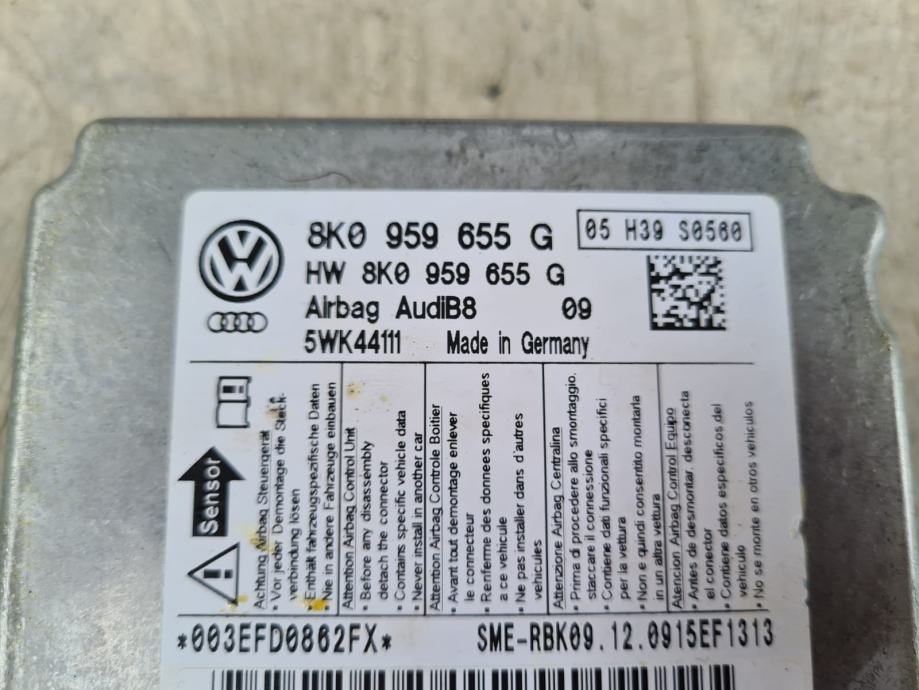 8K0 959 655 G
05 H39 S0560
HW 8K0 959 655 G
Airbag AudiB8 09
5WK44111 Made in Germany
Sensor
Achtung Airbag Steuergerät
• Vor jeder Demontage die Steck-
verbindung lösen
• Enthält fahrzeugspezifische Daten
• Nie in andere Fahrzeuge einbauen
Attention Airbag Control Unit
• Before any disassembly
detach the connector
• Contains specific vehicle data
• Never install in another car
Attention Airbag Controle Boitier
• Avant tout demontage enlever
le connecteur
• Renferme des donnees specifiques
a ce vehicule
• Ne pas installer dans d'autres
vehicules
Attenzione Airbag Centralina
• Prima di procedere allo smontaggio,
staccare il connessione
• Contiene dati funzionali specifici
per la vettura
• Non e quindi consentito montarla
in un altra vettura
Atencion Airbag Control Equipo
• Antes de desmontar, desconecta
el conector
• Contiene datos especificos del
vehiculo
• No se monte en otros vehiculos
*003EFD0862FX* SME-RBK09.12.0915EF1313